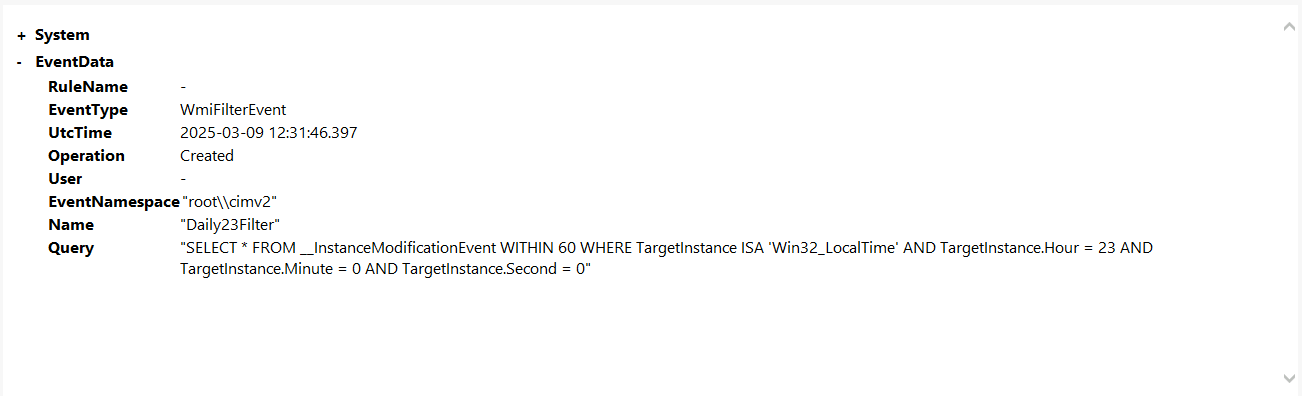 + System
- EventData
RuleName -
EventType WmiFilterEvent
UtcTime 2025-03-09 12:31:46.397
Operation Created
User -
EventNamespace "root\\cimv2"
Name "Daily23Filter"
Query "SELECT * FROM __InstanceModificationEvent WITHIN 60 WHERE TargetInstance ISA 'Win32_LocalTime' AND TargetInstance.Hour = 23 AND
TargetInstance.Minute = 0 AND TargetInstance.Second = 0"